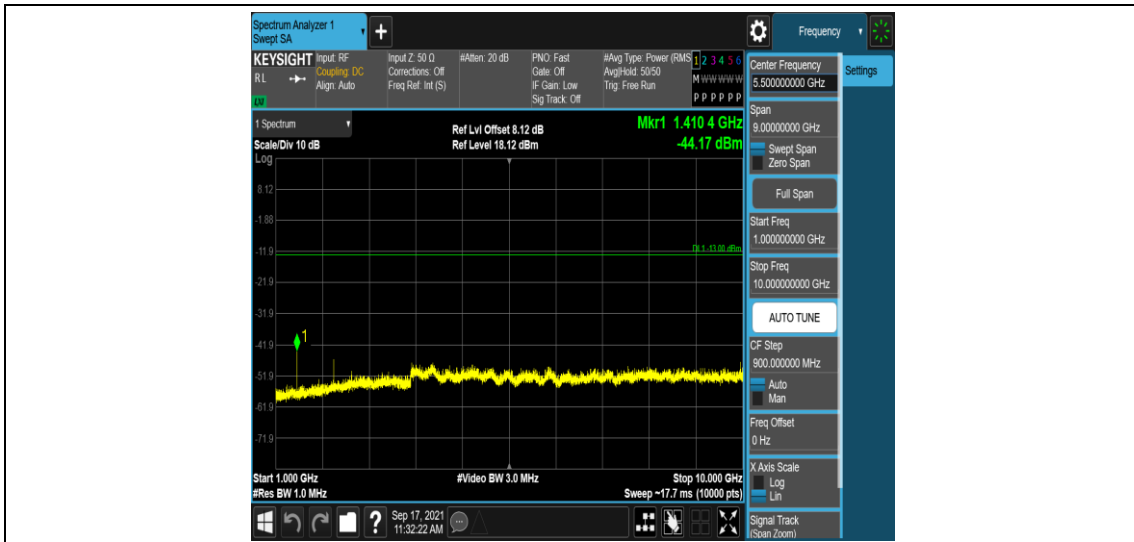 Spectrum Analyzer 1
Swept SA
+
Frequency
KEYSIGHT Input: RF
RL
Coupling: DC
Align: Auto
LXI
Input Z: 50 Ω
Corrections: Off
Freq Ref: Int (S)
#Atten: 20 dB
PNO: Fast
Gate: Off
IF Gain: Low
Sig Track: Off
#Avg Type: Power (RMS
Avg|Hold: 50/50
Trig: Free Run
1 2 3 4 5 6
M W W W W W
P P P P P P
Center Frequency
5.500000000 GHz
Settings
1 Spectrum
Ref Lvl Offset 8.12 dB
Mkr1 1.410 4 GHz
Scale/Div 10 dB
Ref Level 18.12 dBm
-44.17 dBm
Log
8.12
-1.88
-11.9
DL1 -13.00 dBm
-21.9
-31.9
1
-41.9
-51.9
-61.9
-71.9
Start 1.000 GHz
#Video BW 3.0 MHz
Stop 10.000 GHz
#Res BW 1.0 MHz
Sweep ~17.7 ms (10000 pts)
Span
9.00000000 GHz
Swept Span
Zero Span
Full Span
Start Freq
1.000000000 GHz
Stop Freq
10.000000000 GHz
AUTO TUNE
CF Step
900.000000 MHz
Auto
Man
Freq Offset
0 Hz
X Axis Scale
Log
Lin
Signal Track
(Span Zoom)
?
Sep 17, 2021
11:32:22 AM